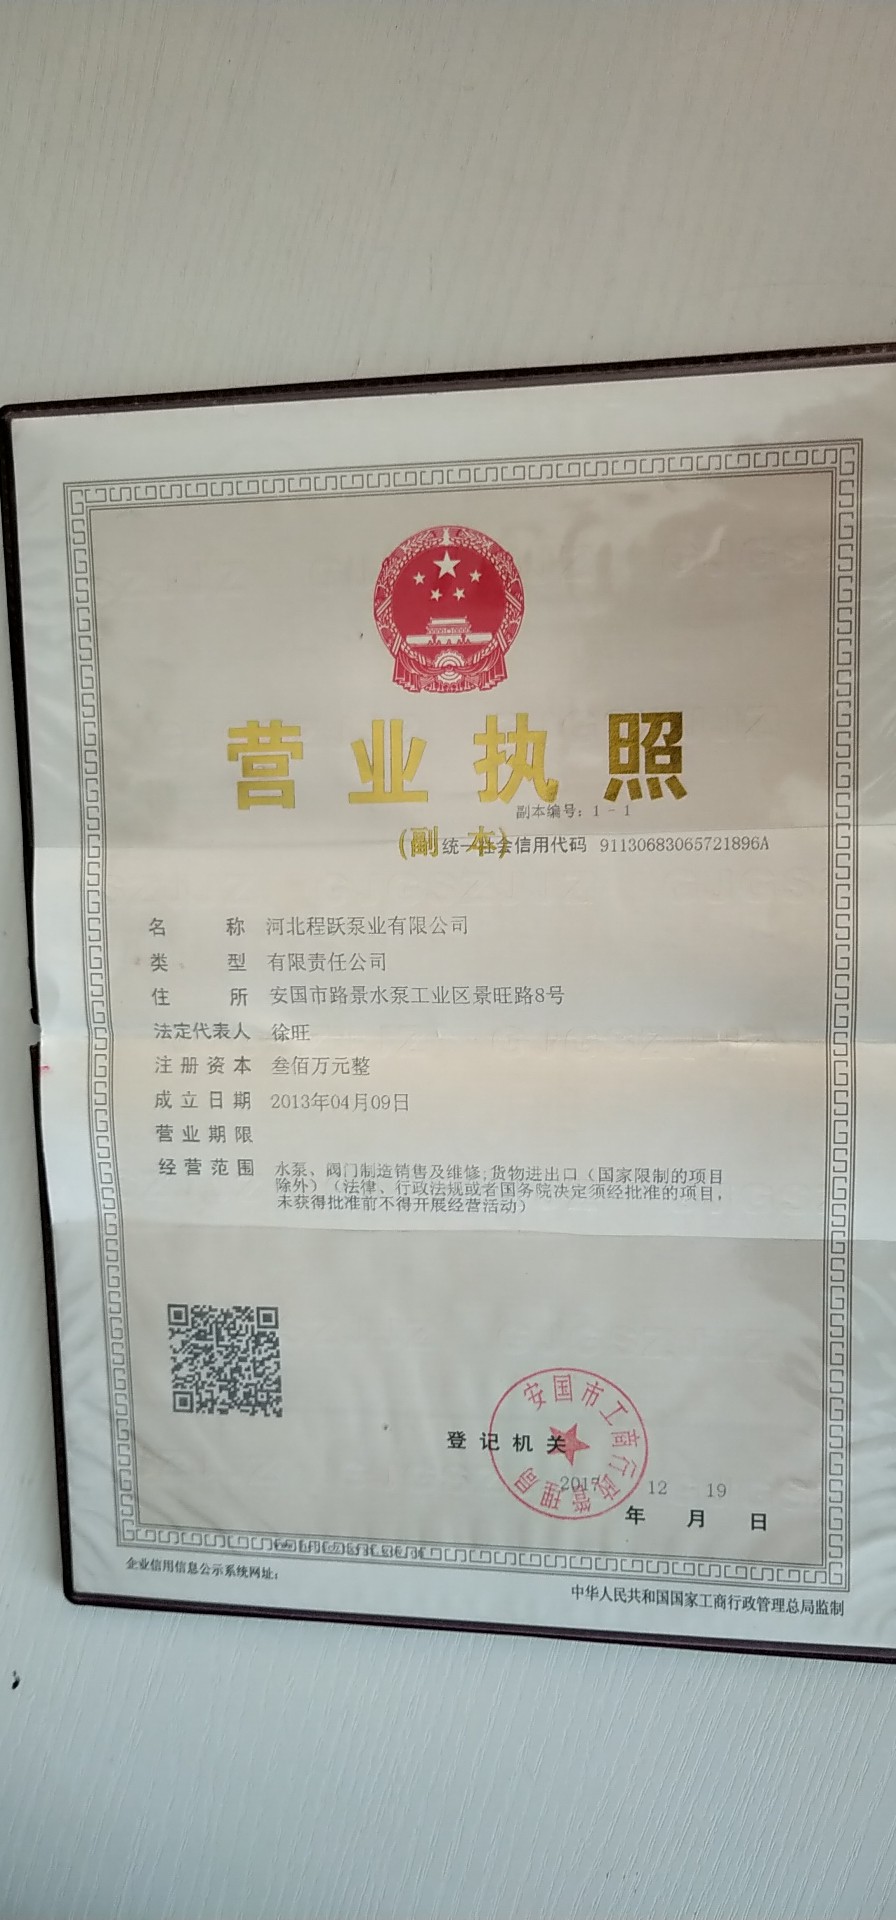 营业执照
副本编号：1－1
(副 本)
统一社会信用代码 91130683065721896A
名称 河北程跃泵业有限公司
类型 有限责任公司
住所 安国市路景水泵工业区景旺路8号
法定代表人 徐旺
注册资本 叁佰万元整
成立日期 2013年04月09日
营业期限
经营范围 水泵、阀门制造销售及维修;货物进出口（国家限制的项目
除外）（法律、行政法规或者国务院决定须经批准的项目，
未获得批准前不得开展经营活动）
安国市工商行政管理局
登记机关
2017 12 19
年 月 日
企业信用信息公示系统网址：
中华人民共和国国家工商行政管理总局监制